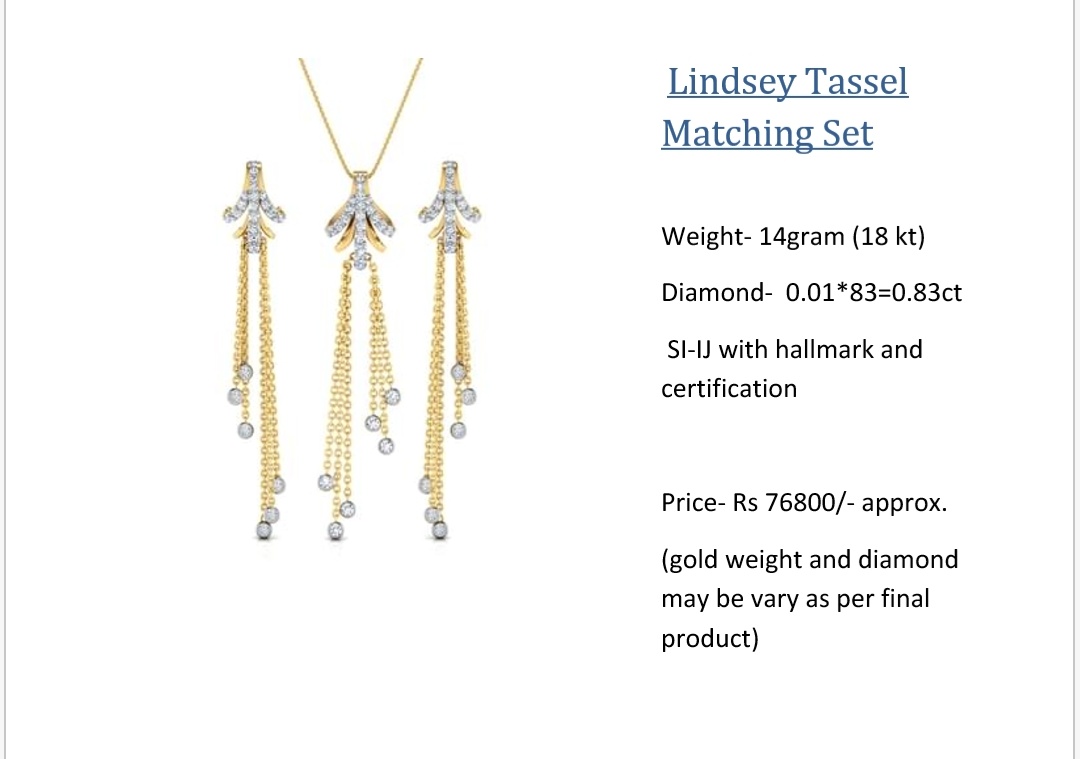 Lindsey Tassel
Matching Set
Weight- 14gram (18 kt)
Diamond-  0.01*83=0.83ct
SI-IJ with hallmark and
certification
Price- Rs 76800/- approx.
(gold weight and diamond
may be vary as per final
product)